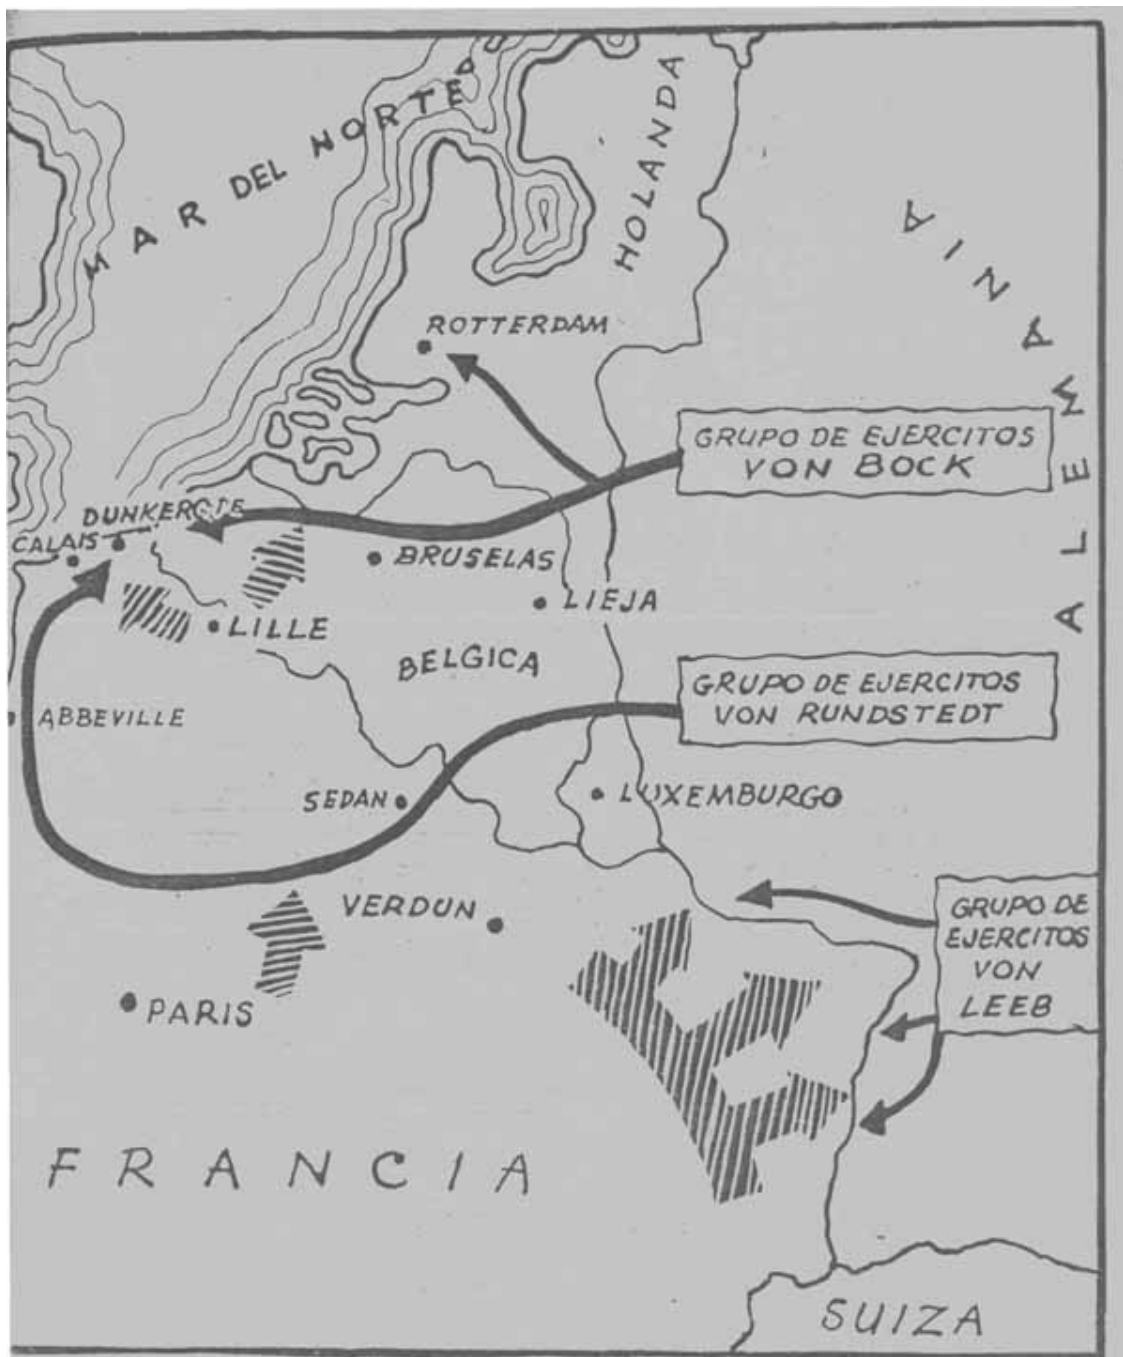 MAR DEL NORTE
HOLANDA
ALEMANIA
ROTTERDAM
GRUPO DE EJERCITOS
VON BOCK
DUNKERQTE
CALAIS
BRUSELAS
LIEJA
LILLE
BELGICA
GRUPO DE EJERCITOS
VON RUNDSTEDT
ABBEVILLE
SEDAN
LUXEMBURGO
VERDUN
GRUPO DE
EJERCITOS
VON
LEEB
PARIS
FRANCIA
SUIZA